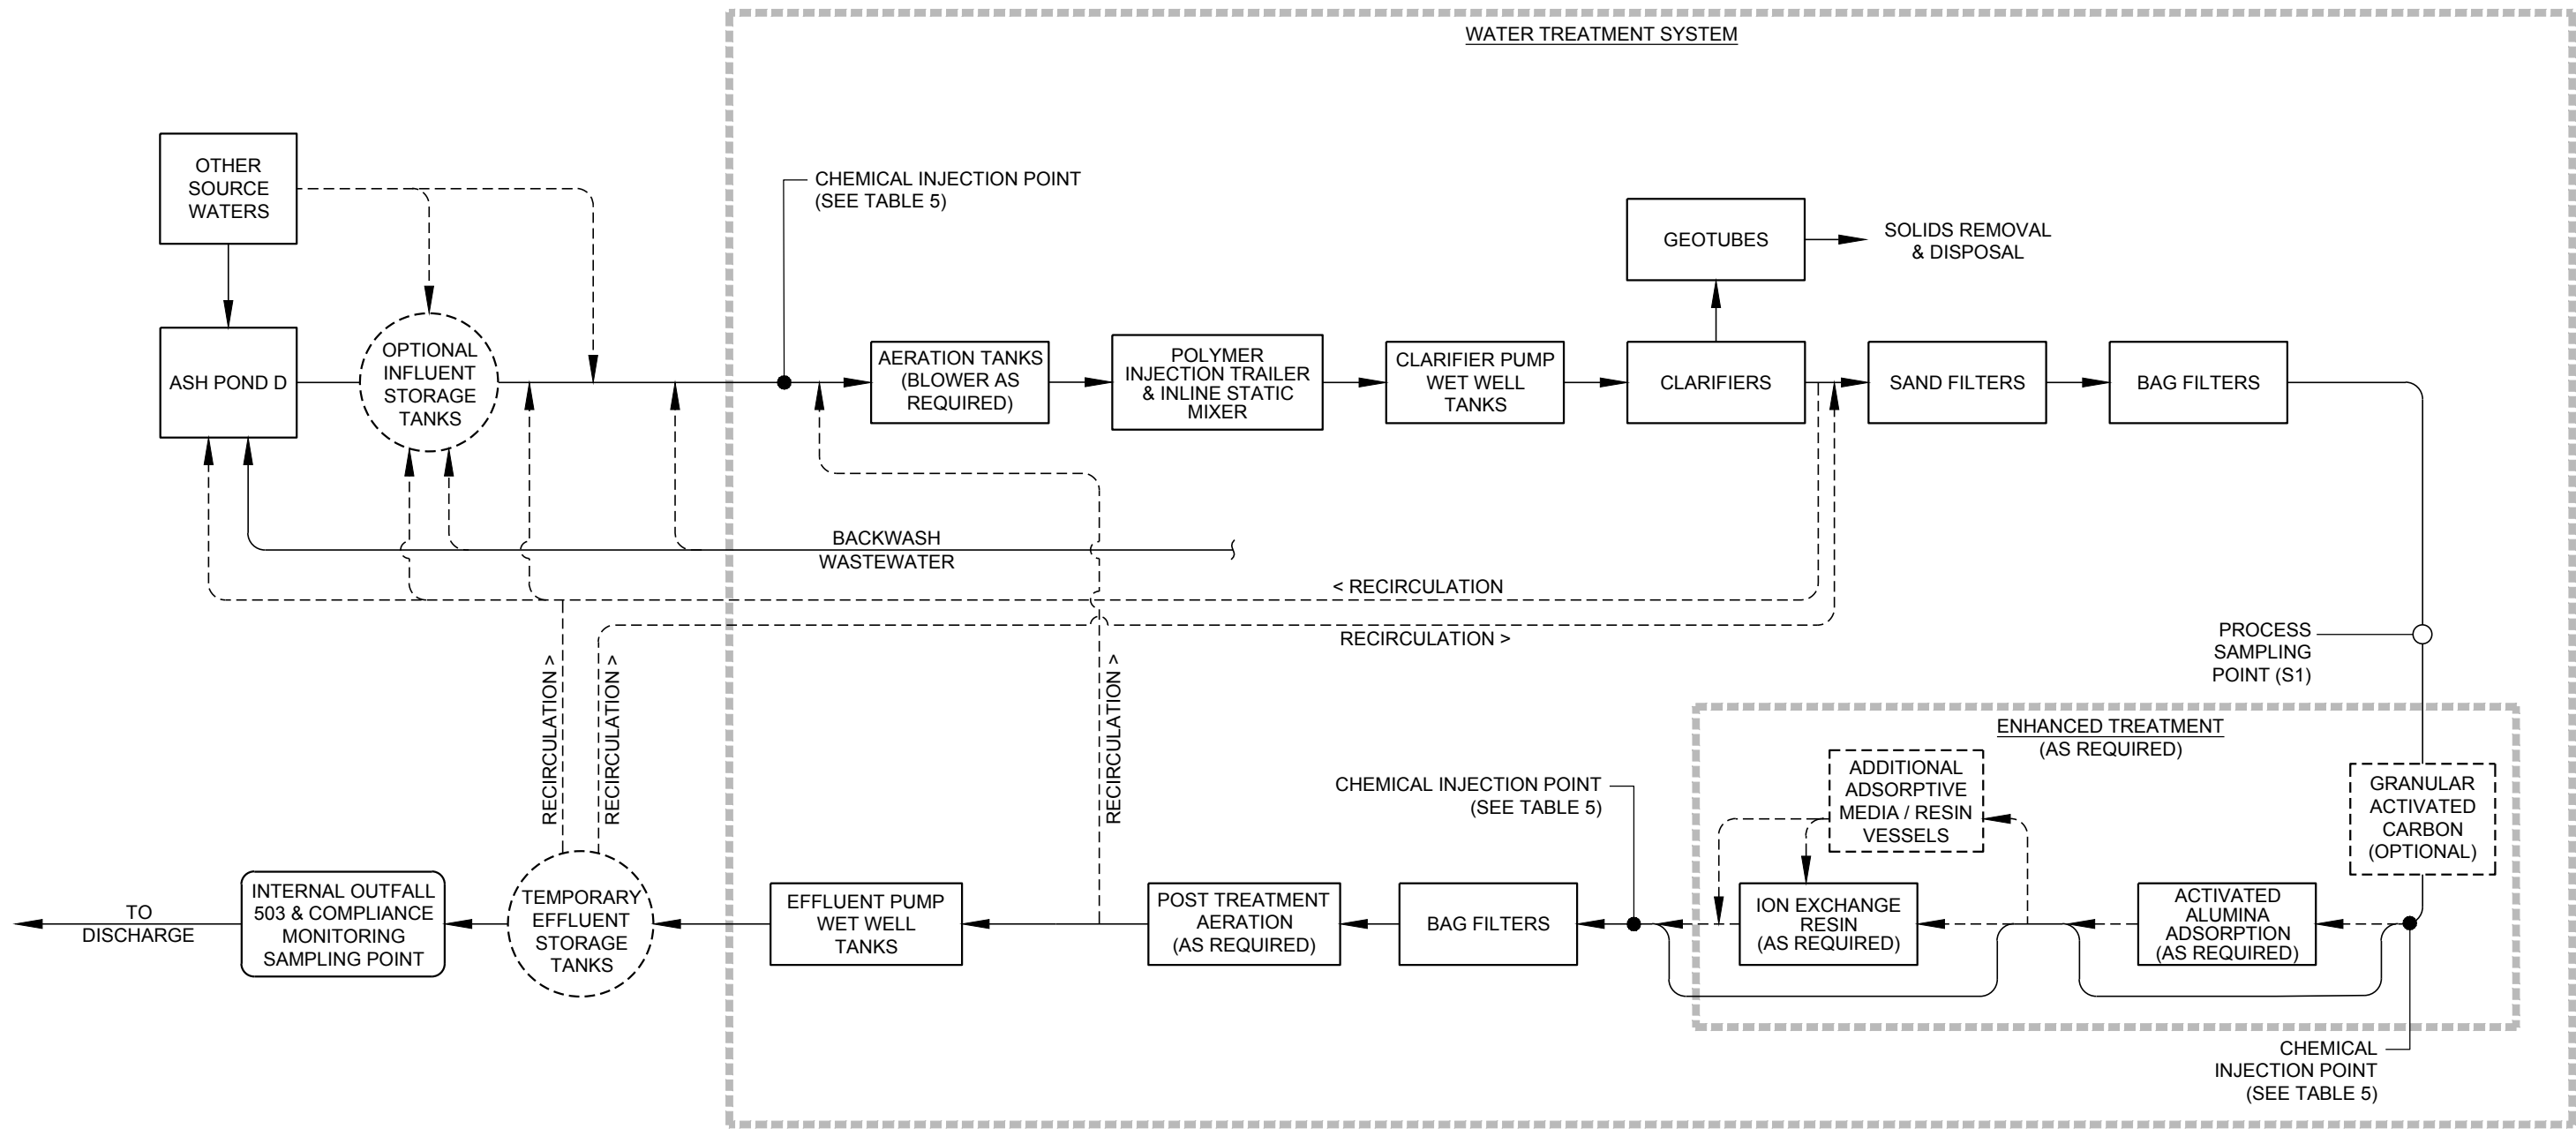 WATER TREATMENT SYSTEM
OTHER
SOURCE
WATERS
CHEMICAL INJECTION POINT
(SEE TABLE 5)
GEOTUBES
SOLIDS REMOVAL
& DISPOSAL
ASH POND D
OPTIONAL
INFLUENT
STORAGE
TANKS
AERATION TANKS
(BLOWER AS
REQUIRED)
POLYMER
INJECTION TRAILER
& INLINE STATIC
MIXER
CLARIFIER PUMP
WET WELL
TANKS
CLARIFIERS
SAND FILTERS
BAG FILTERS
BACKWASH
WASTEWATER
< RECIRCULATION
RECIRCULATION >
RECIRCULATION >
RECIRCULATION >
RECIRCULATION >
PROCESS
SAMPLING
POINT (S1)
ENHANCED TREATMENT
(AS REQUIRED)
CHEMICAL INJECTION POINT
(SEE TABLE 5)
ADDITIONAL
ADSORPTIVE
MEDIA / RESIN
VESSELS
GRANULAR
ACTIVATED
CARBON
(OPTIONAL)
TO
DISCHARGE
INTERNAL OUTFALL
503 & COMPLIANCE
MONITORING
SAMPLING POINT
TEMPORARY
EFFLUENT
STORAGE
TANKS
EFFLUENT PUMP
WET WELL
TANKS
POST TREATMENT
AERATION
(AS REQUIRED)
BAG FILTERS
ION EXCHANGE
RESIN
(AS REQUIRED)
ACTIVATED
ALUMINA
ADSORPTION
(AS REQUIRED)
CHEMICAL
INJECTION POINT
(SEE TABLE 5)